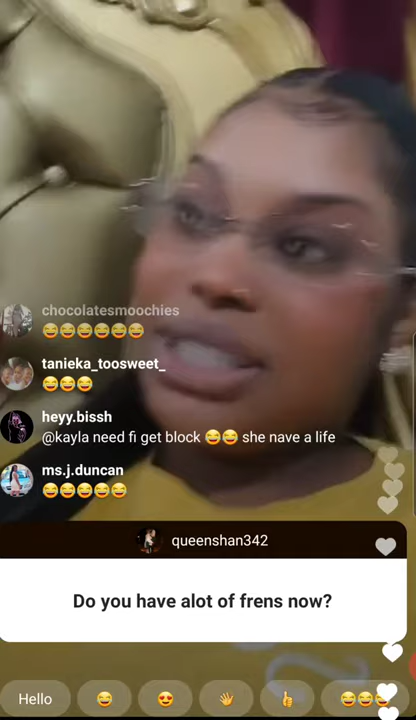 chocolatesmoochies
😂😂😂😂😂😂
tanieka_toosweet_
😂😂😂
heyy.bissh
@kayla need fi get block 😂😂 she nave a life
ms.j.duncan
😂😂😂😂😂
queenshan342
Do you have alot of frens now?
Hello 😂 😍 👋 👍 😂😂😂